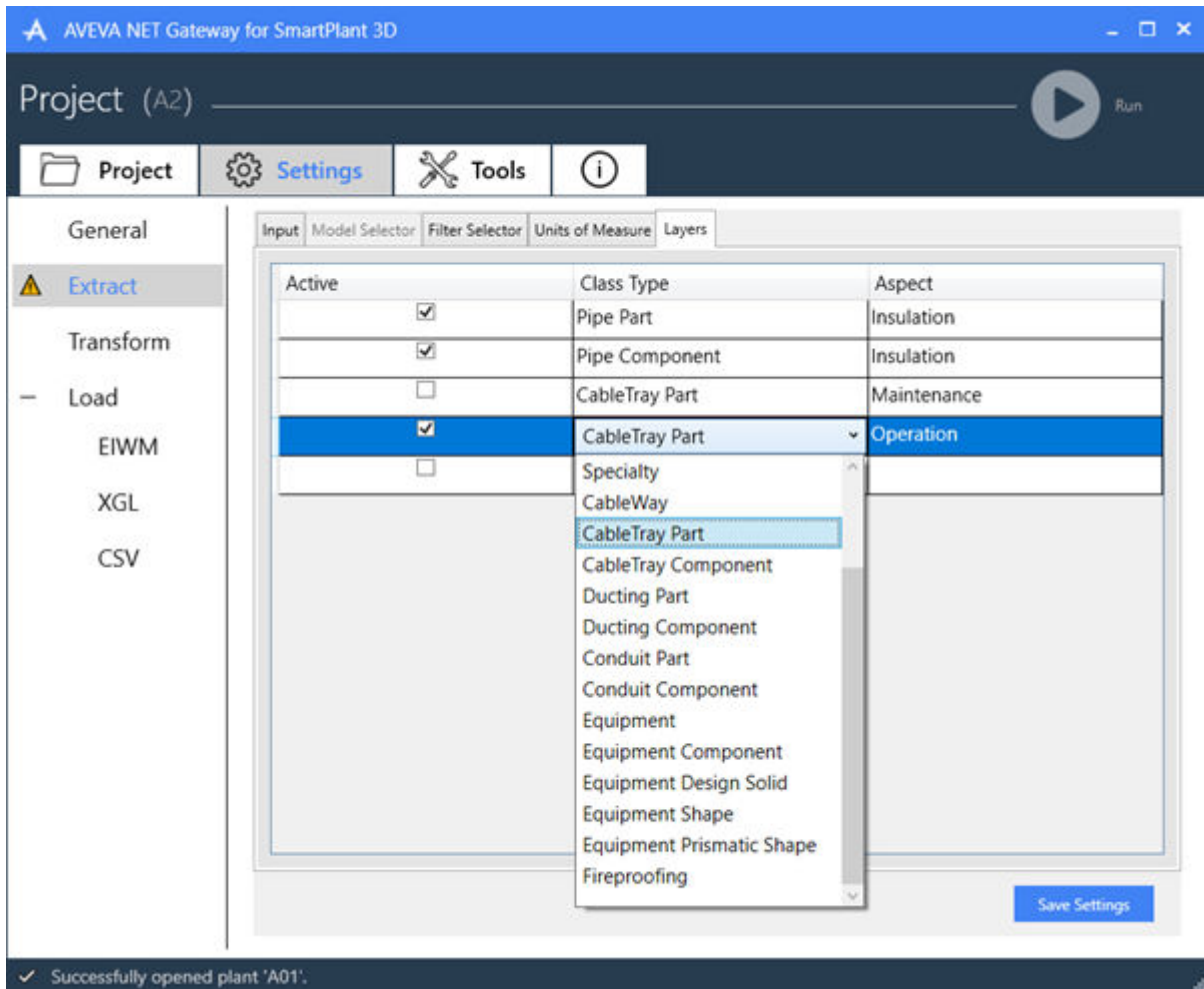 AVEVA NET Gateway for SmartPlant 3D
Project (A2)
Run
Project Settings Tools
General
Extract
Transform
Load
EIWM
XGL
CSV
Input Model Selector Filter Selector Units of Measure Layers
Active Class Type Aspect
Pipe Part Insulation
Pipe Component Insulation
CableTray Part Maintenance
CableTray Part Operation
Specialty
CableWay
CableTray Part
CableTray Component
Ducting Part
Ducting Component
Conduit Part
Conduit Component
Equipment
Equipment Component
Equipment Design Solid
Equipment Shape
Equipment Prismatic Shape
Fireproofing
Save Settings
Successfully opened plant 'A01'.